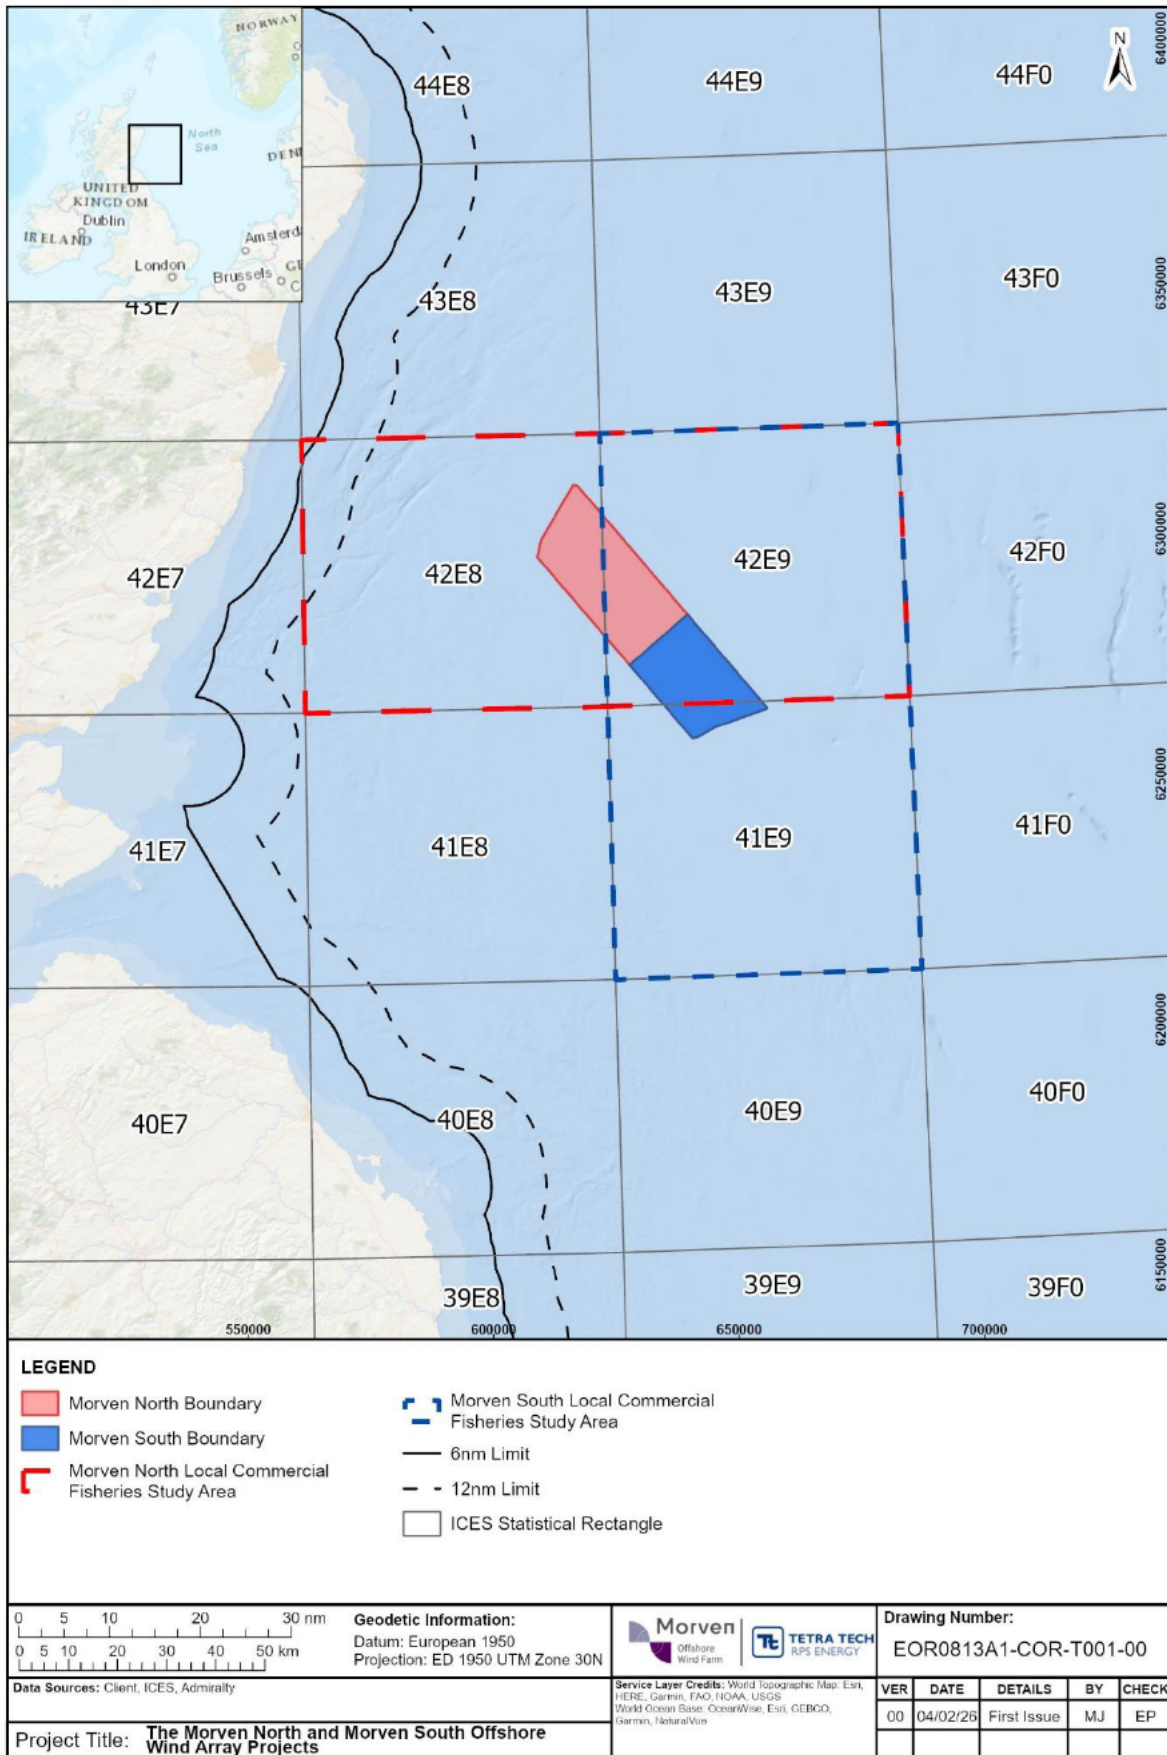 NORWAY
North
Sea
DEN
UNITED
KINGDOM
Dublin
IRELAND
Amsterd
London
Brussels
GE
C
N
44E8
44E9
44F0
6400000
43E7
43E8
43E9
43F0
6350000
42E7
42E8
42E9
42F0
6300000
41E7
41E8
41E9
41F0
6250000
40E7
40E8
40E9
40F0
6200000
39E8
39E9
39F0
6150000
550000
600000
650000
700000
LEGEND
Morven North Boundary
Morven South Boundary
Morven North Local Commercial
Fisheries Study Area
Morven South Local Commercial
Fisheries Study Area
6nm Limit
12nm Limit
ICES Statistical Rectangle
0 5 10 20 30 nm
0 5 10 20 30 40 50 km
Geodetic Information:
Datum: European 1950
Projection: ED 1950 UTM Zone 30N
Morven
Offshore
Wind Farm
TETRA TECH
RPS ENERGY
Drawing Number:
EOR0813A1-COR-T001-00
Data Sources: Client, ICES, Admiralty
Service Layer Credits: World Topographic Map: Esri,
HERE, Garmin, FAO, NOAA, USGS
World Ocean Base: OceanWise, Esri, GEBCO,
Garmin, NaturalVue
VER DATE DETAILS BY CHECK
00 04/02/26 First Issue MJ EP
Project Title: The Morven North and Morven South Offshore
Wind Array Projects